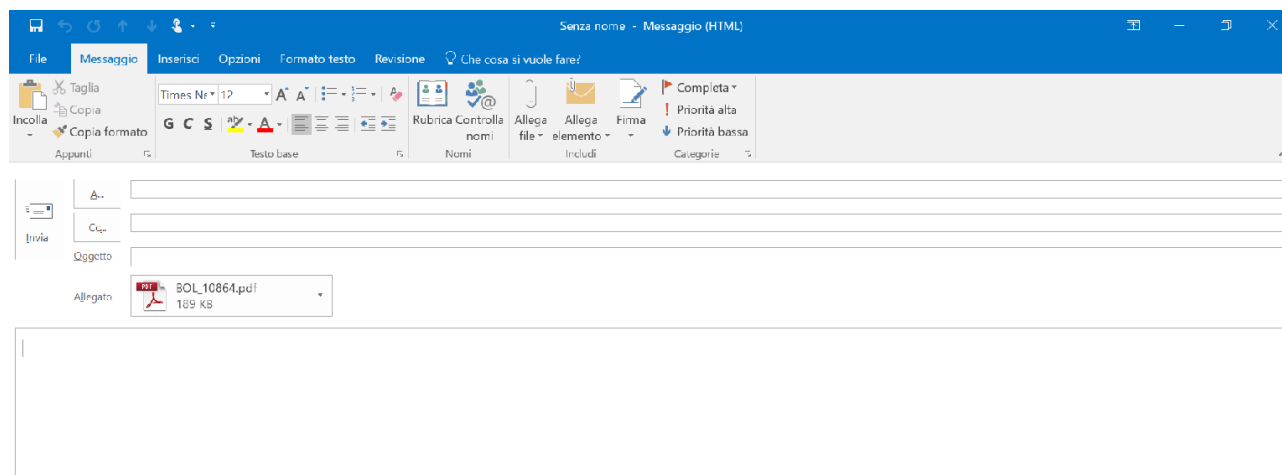 Senza nome - Messaggio (HTML)
File Messaggio Inserisci Opzioni Formato testo Revisione Che cosa si vuole fare?
Incolla
Taglia
Copia
Copia formato
Appunti
Times Ne 12
G C S
Testo base
Rubrica Controlla nomi
Nomi
Allega file Allega elemento Firma
Includi
Completa
Priorità alta
Priorità bassa
Categorie
Invia
A..
Cc..
Oggetto
Allegato
PDF
BOL_10864.pdf
189 KB